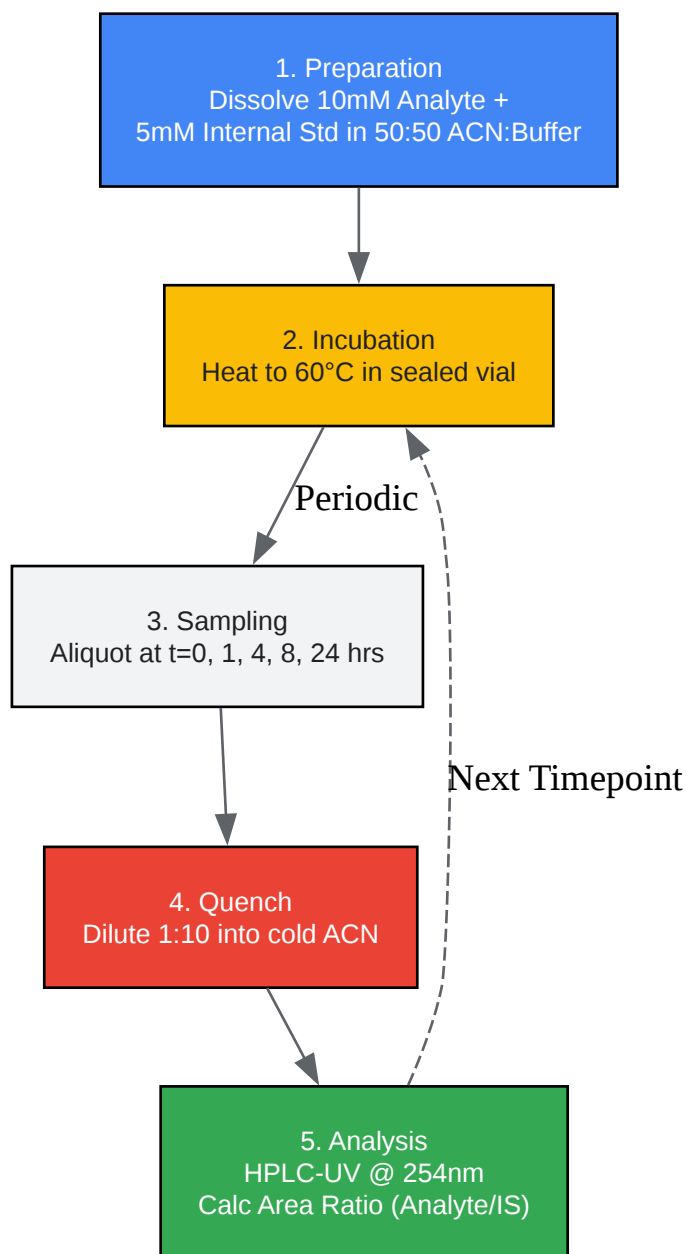 1. Preparation
Dissolve 10mM Analyte +
5mM Internal Std in 50:50 ACN:Buffer
2. Incubation
Heat to 60°C in sealed vial
Periodic
3. Sampling
Aliquot at t=0, 1, 4, 8, 24 hrs
Next Timepoint
4. Quench
Dilute 1:10 into cold ACN
5. Analysis
HPLC-UV @ 254nm
Calc Area Ratio (Analyte/IS)